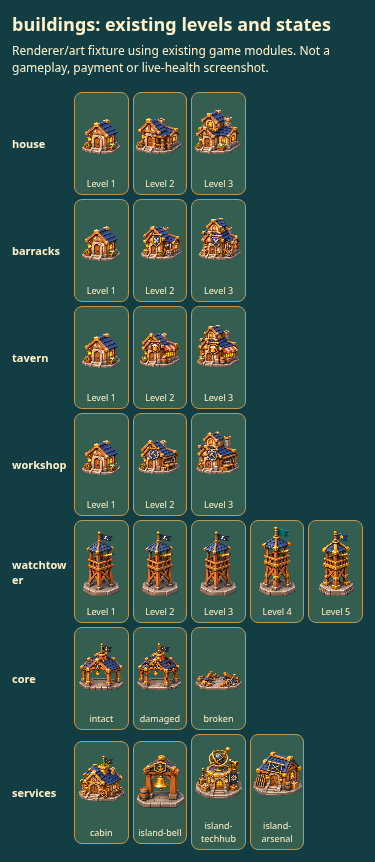 buildings: existing levels and states
Renderer/art fixture using existing game modules. Not a
gameplay, payment or live-health screenshot.
house
Level 1
Level 2
Level 3
barracks
Level 1
Level 2
Level 3
tavern
Level 1
Level 2
Level 3
workshop
Level 1
Level 2
Level 3
watchtow
er
Level 1
Level 2
Level 3
Level 4
Level 5
core
intact
damaged
broken
services
cabin
island-bell
island-
techhub
island-
arsenal